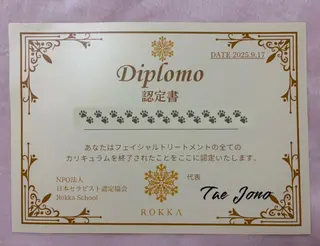 Diplomo
DATE 2025.9.17
認定書
あなたはフェイシャルトリートメントの全ての
カリキュラムを終了されたことをここに認定いたします。
NPO法人
日本セラピスト認定協会
Rokka School
代表
Tae Jono
ROKKA